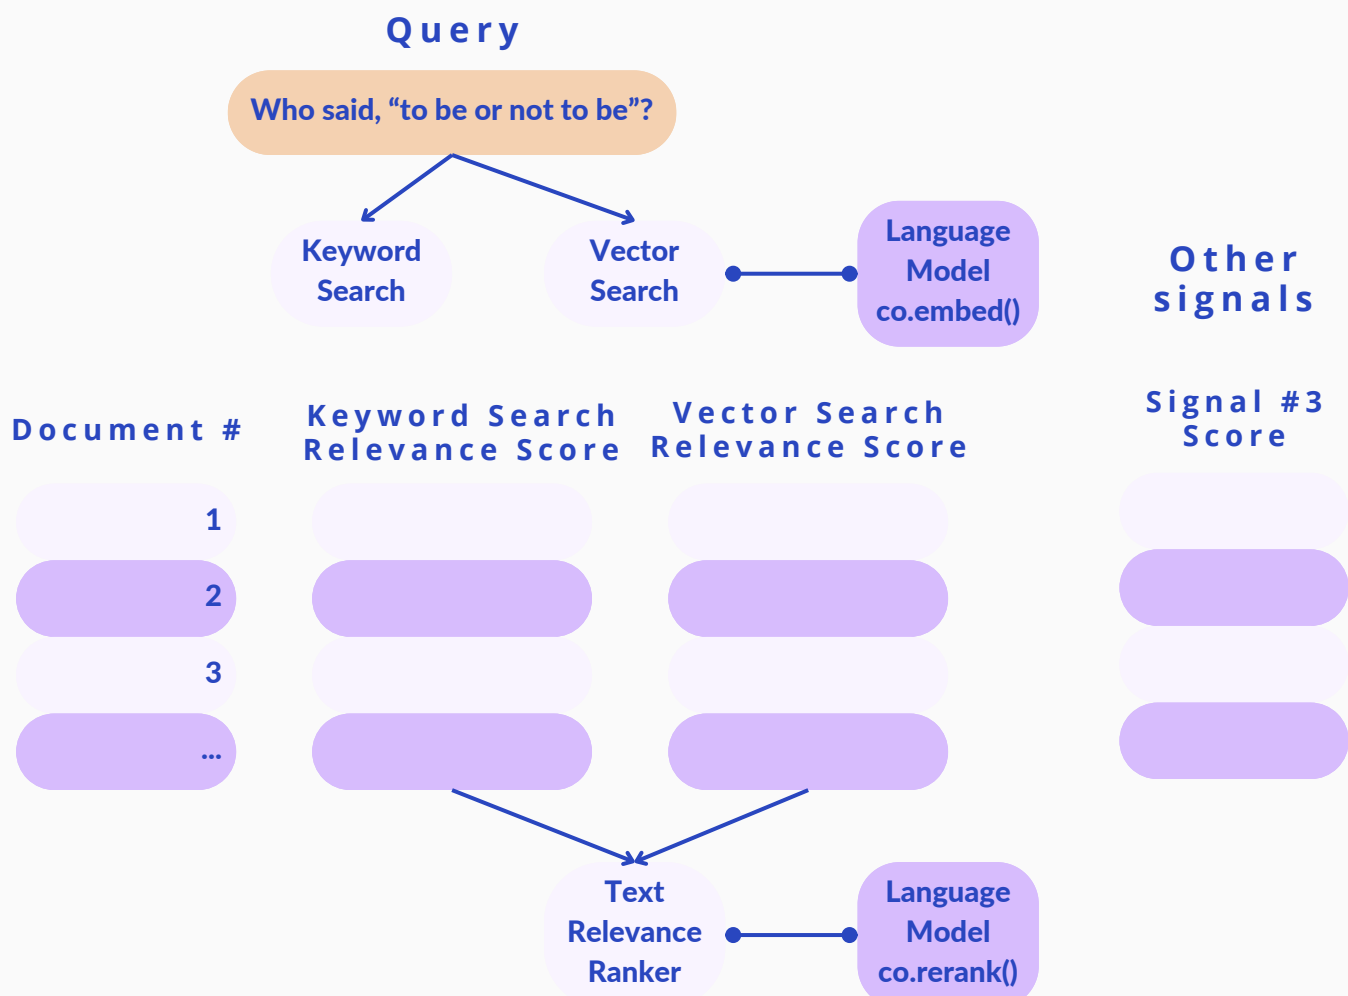 Query
Who said, “to be or not to be”?
Keyword
Search
Vector
Search
Language
Model
co.embed()
Other
signals
Document #
Keyword Search
Relevance Score
Vector Search
Relevance Score
Signal #3
Score
1
2
3
...
Text
Relevance
Ranker
Language
Model
co.rerank()